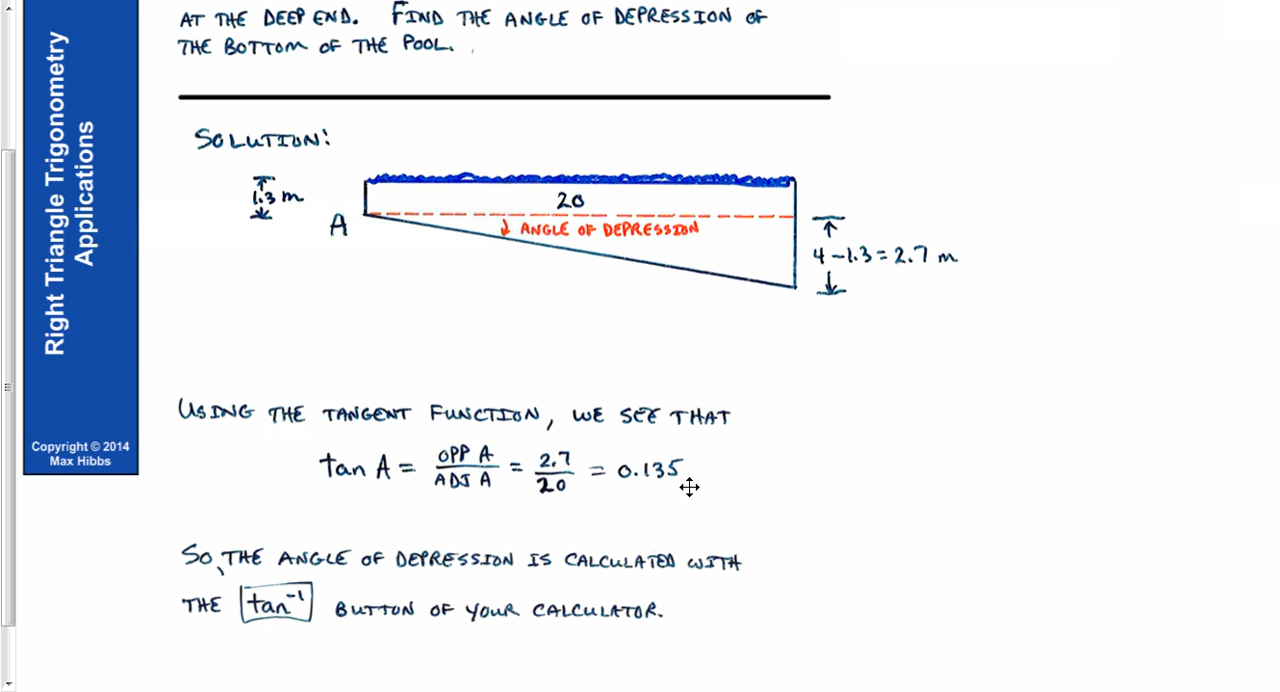 AT THE DEEP END. FIND THE ANGLE OF DEPRESSION OF
THE BOTTOM OF THE POOL.
Right Triangle Trigonometry
Applications
SOLUTION:
1.3 m
20
A
↓ ANGLE OF DEPRESSION
4-1.3=2.7 m
USING THE TANGENT FUNCTION, WE SEE THAT
tan A = OPP A / ADJ A = 2.7 / 20 = 0.135
Copyright © 2014
Max Hibbs
SO, THE ANGLE OF DEPRESSION IS CALCULATED WITH
THE tan⁻¹ BUTTON OF YOUR CALCULATOR.